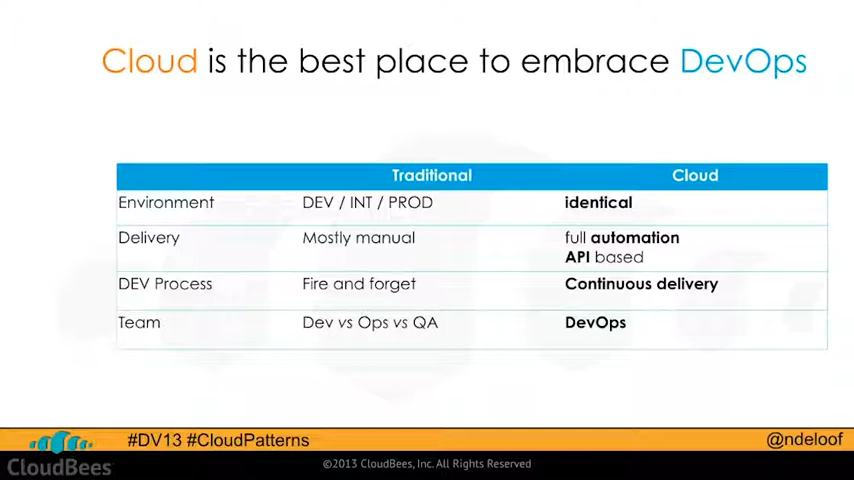 Cloud is the best place to embrace DevOps
Traditional Cloud
Environment DEV / INT / PROD identical
Delivery Mostly manual full automation
API based
DEV Process Fire and forget Continuous delivery
Team Dev vs Ops vs QA DevOps
#DV13 #CloudPatterns @ndeloof
CloudBees
©2013 CloudBees, Inc. All Rights Reserved